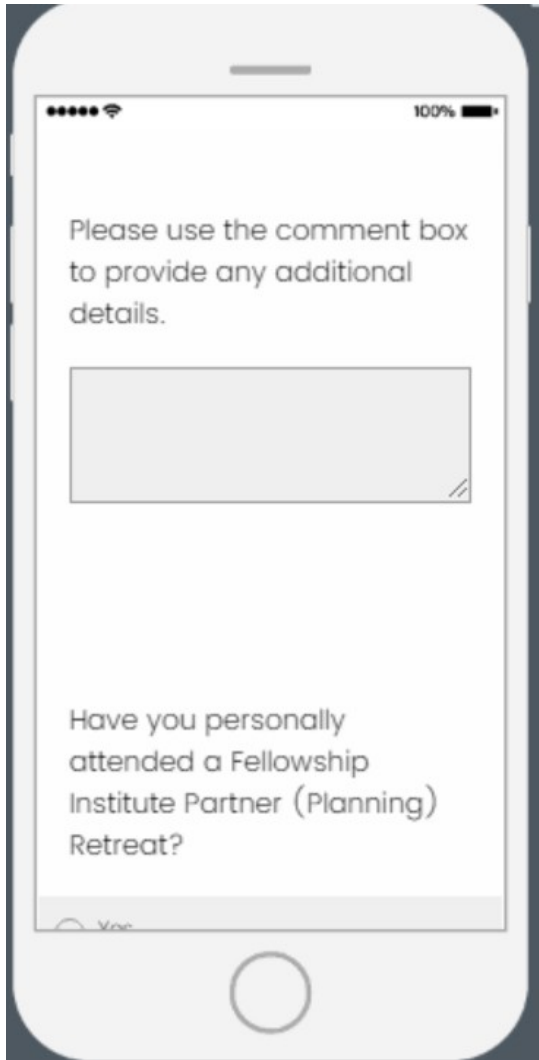 100%
Please use the comment box
to provide any additional
details.
Have you personally
attended a Fellowship
Institute Partner (Planning)
Retreat?
Yes